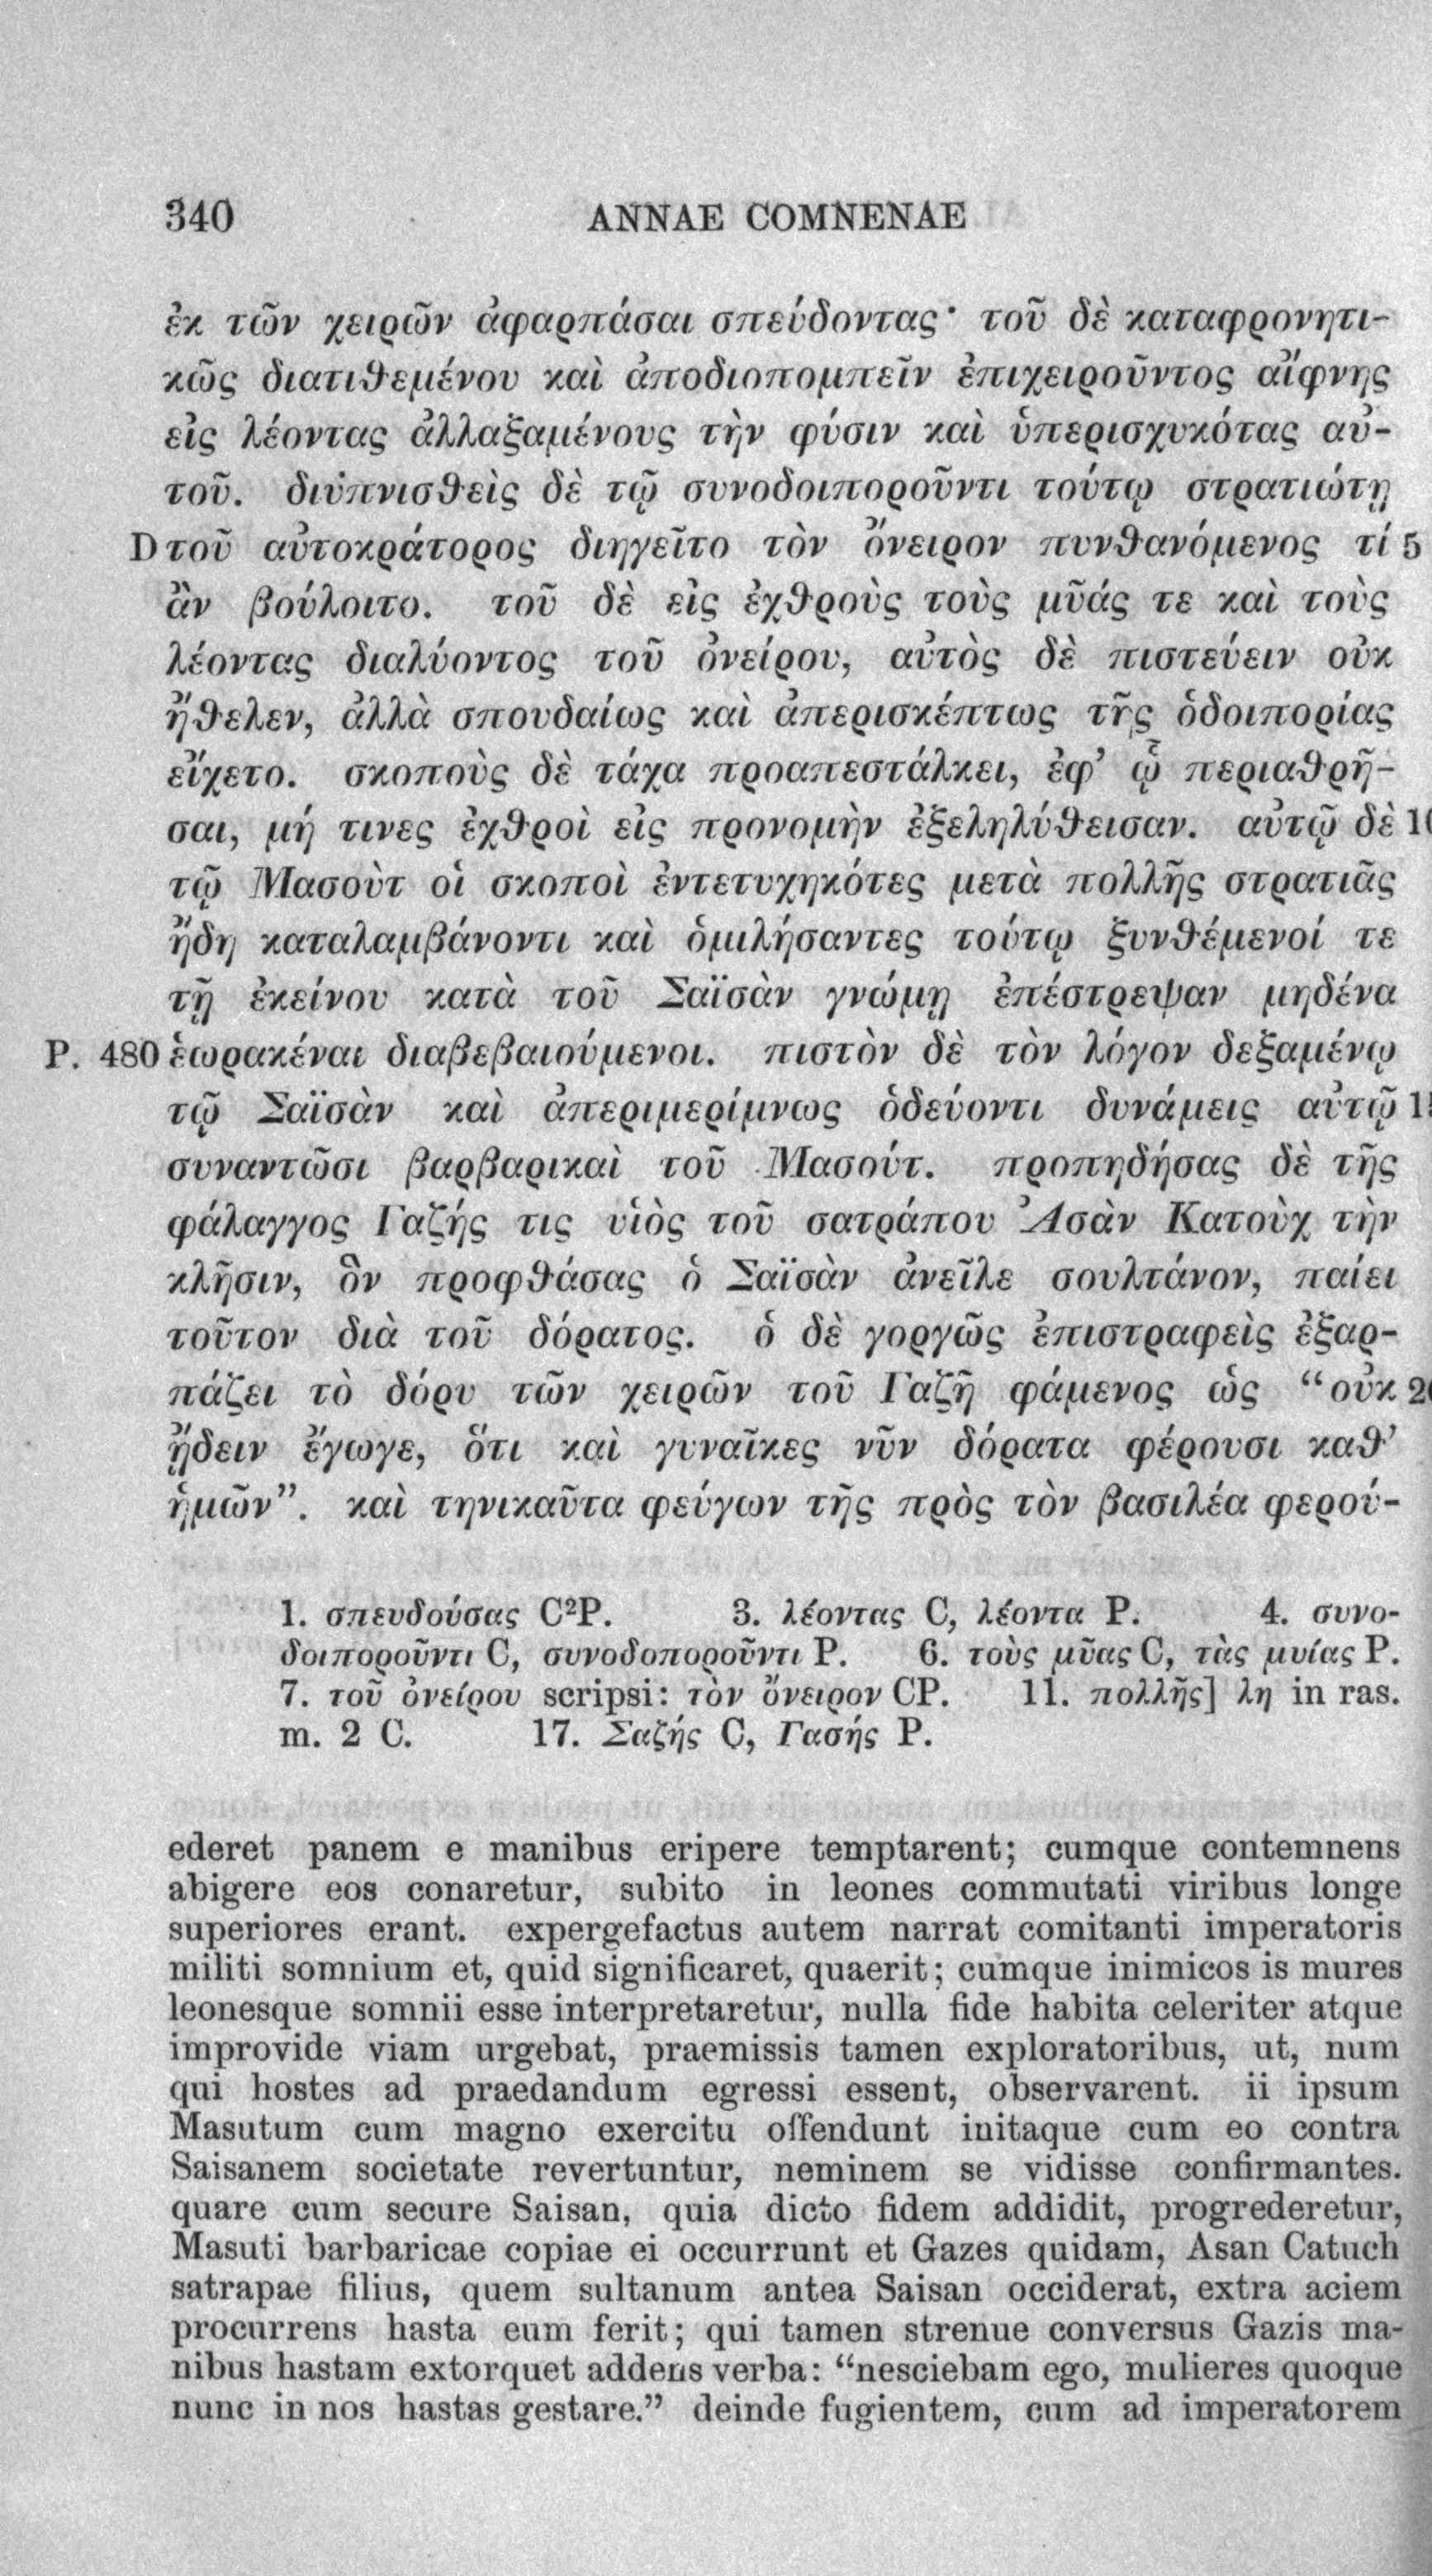 340 ANNAE COMNENAE
ἐκ τῶν χειρῶν ἀφαρπάσαι σπεύδοντας· τοῦ δὲ καταφρονητι-
κῶς διατιθεμένου καὶ ἀποδιοπομπεῖν ἐπιχειροῦντος αἴφνης
εἰς λέοντας ἀλλαξαμένους τὴν φύσιν καὶ ὑπερισχυκότας αὐ-
τοῦ. διϋπνισθεὶς δὲ τῷ συνοδοιποροῦντι τούτῳ στρατιώτῃ
D τοῦ αὐτοκράτορος διηγεῖτο τὸν ὄνειρον πυνθανόμενος τί 5
ἂν βούλοιτο. τοῦ δὲ εἰς ἐχθροὺς τοὺς μῦάς τε καὶ τοὺς
λέοντας διαλύοντος τοῦ ὀνείρου, αὐτὸς δὲ πιστεύειν οὐκ
ἤθελεν, ἀλλὰ σπουδαίως καὶ ἀπερισκέπτως τῆς ὁδοιπορίας
εἴχετο. σκοποὺς δὲ τάχα προαπεστάλκει, ἐφ’ ᾧ περιαθρῆ-
σαι, μή τινες ἐχθροὶ εἰς προνομὴν ἐξεληλύθεισαν. αὐτῷ δὲ 10
τῷ Μασοὺτ οἱ σκοποὶ ἐντετυχηκότες μετὰ πολλῆς στρατιᾶς
ἤδη καταλαμβάνοντι καὶ ὁμιλήσαντες τούτῳ ξυνθέμενοί τε
τῇ ἐκείνου κατὰ τοῦ Σαϊσὰν γνώμῃ ἐπέστρεψαν μηδένα
P. 480 ἑωρακέναι διαβεβαιούμενοι. πιστὸν δὲ τὸν λόγον δεξαμένῳ
τῷ Σαϊσὰν καὶ ἀπεριμερίμνως ὁδεύοντι δυνάμεις αὐτῷ 15
συναντῶσι βαρβαρικαὶ τοῦ Μασούτ. προπηδήσας δὲ τῆς
φάλαγγος Γαζής τις υἱὸς τοῦ σατράπου Ἀσὰν Κατοὺχ τὴν
κλῆσιν, ὃν προφθάσας ὁ Σαϊσὰν ἀνεῖλε σουλτάνον, παίει
τοῦτον διὰ τοῦ δόρατος. ὁ δὲ γοργῶς ἐπιστραφεὶς ἐξαρ-
πάζει τὸ δόρυ τῶν χειρῶν τοῦ Γαζῆ φάμενος ὡς “οὐκ 20
ᾔδειν ἔγωγε, ὅτι καὶ γυναῖκες νῦν δόρατα φέρουσι καθ’
ἡμῶν”. καὶ τηνικαῦτα φεύγων τῆς πρὸς τὸν βασιλέα φερού-
1. σπευδούσας C²P. 3. λέοντας C, λέοντα P. 4. συνο-
δοιποροῦντι C, συνοδοποροῦντι P. 6. τοὺς μῦας C, τὰς μυίας P.
7. τοῦ ὀνείρου scripsi: τὸν ὄνειρον CP. 11. πολλῆς] λη in ras.
m. 2 C. 17. Σαζής C, Γασής P.
ederet panem e manibus eripere temptarent; cumque contemnens
abigere eos conaretur, subito in leones commutati viribus longe
superiores erant. expergefactus autem narrat comitanti imperatoris
militi somnium et, quid significaret, quaerit; cumque inimicos is mures
leonesque somnii esse interpretaretur, nulla fide habita celeriter atque
improvide viam urgebat, praemissis tamen exploratoribus, ut, num
qui hostes ad praedandum egressi essent, observarent. ii ipsum
Masutum cum magno exercitu offendunt initaque cum eo contra
Saisanem societate revertuntur, neminem se vidisse confirmantes.
quare cum secure Saisan, quia dicto fidem addidit, progrederetur,
Masuti barbaricae copiae ei occurrunt et Gazes quidam, Asan Catuch
satrapae filius, quem sultanum antea Saisan occiderat, extra aciem
procurrens hasta eum ferit; qui tamen strenue conversus Gazis ma-
nibus hastam extorquet addens verba: “nesciebam ego, mulieres quoque
nunc in nos hastas gestare.” deinde fugientem, cum ad imperatorem